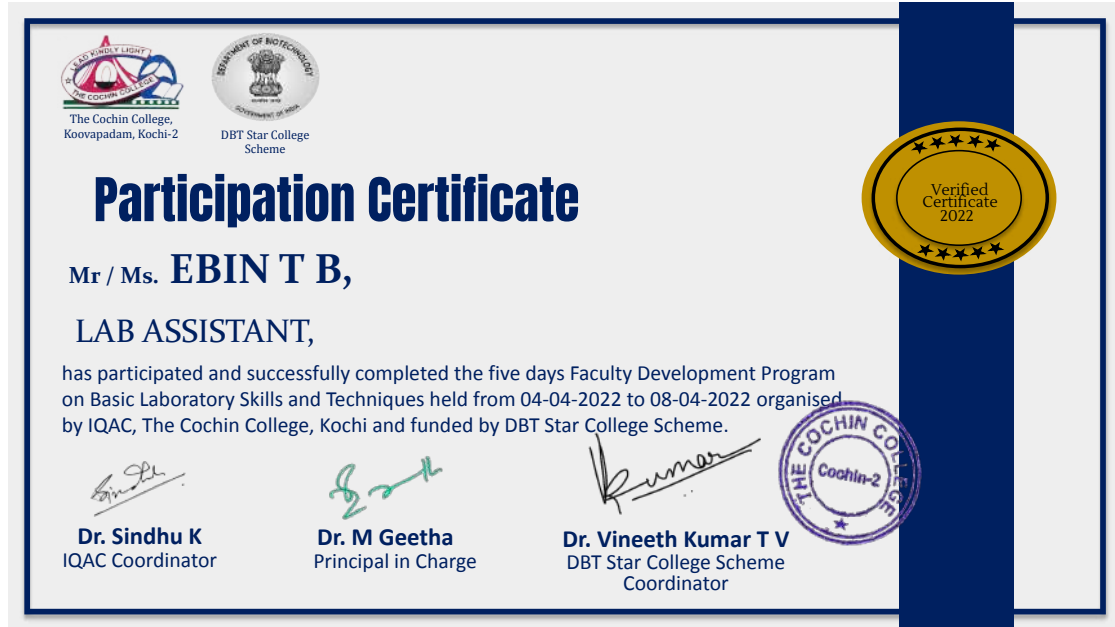 LEAD KINDLY LIGHT
THE COCHIN COLLEGE
The Cochin College,
Koovapadam, Kochi-2
DEPARTMENT OF BIOTECHNOLOGY
GOVERNMENT OF INDIA
DBT Star College
Scheme
Verified
Certificate
2022
Participation Certificate
Mr / Ms. EBIN T B,
LAB ASSISTANT,
has participated and successfully completed the five days Faculty Development Program
on Basic Laboratory Skills and Techniques held from 04-04-2022 to 08-04-2022 organised
by IQAC, The Cochin College, Kochi and funded by DBT Star College Scheme.
Sindhu
Kumar
THE COCHIN COLLEGE
Cochin-2
Dr. Sindhu K
IQAC Coordinator
Dr. M Geetha
Principal in Charge
Dr. Vineeth Kumar T V
DBT Star College Scheme
Coordinator